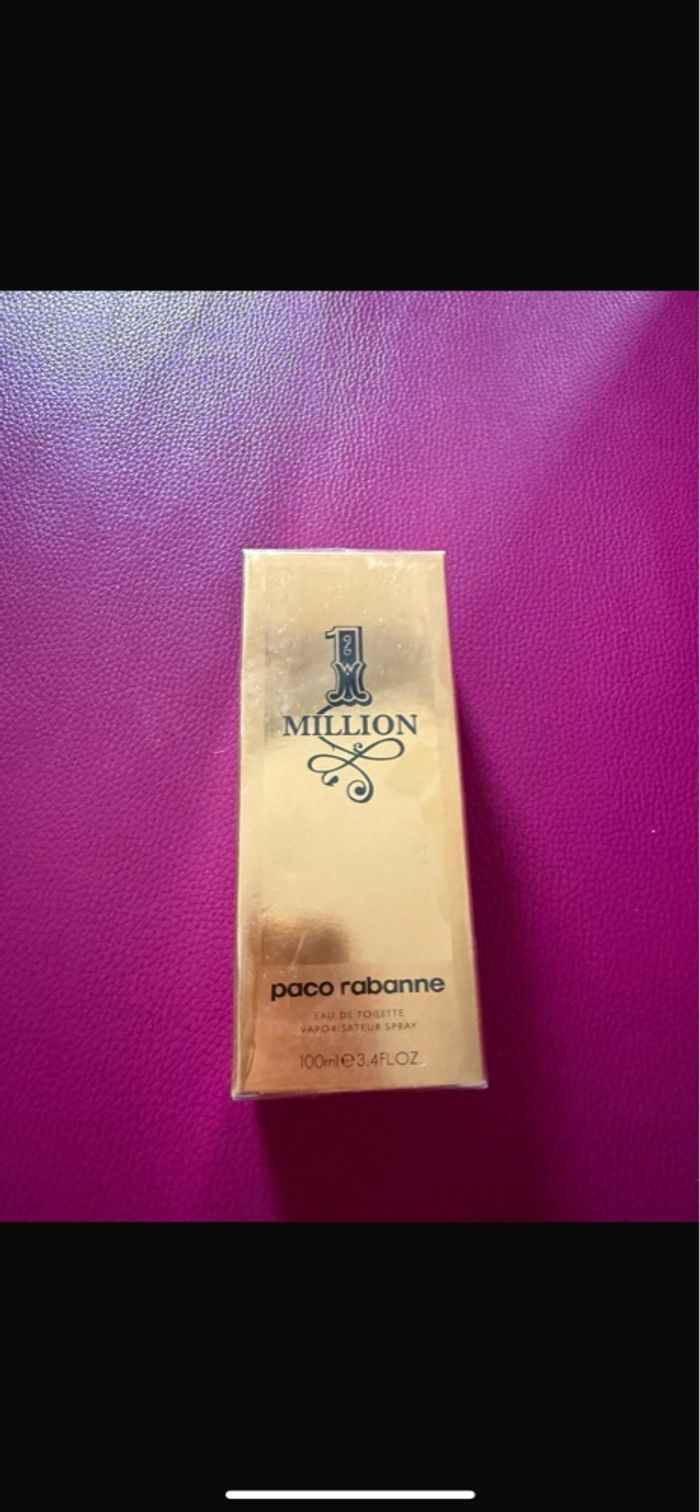 1
MILLION
paco rabanne
EAU DE TOILETTE
VAPORISATEUR SPRAY
100ml℮3.4FL.OZ.